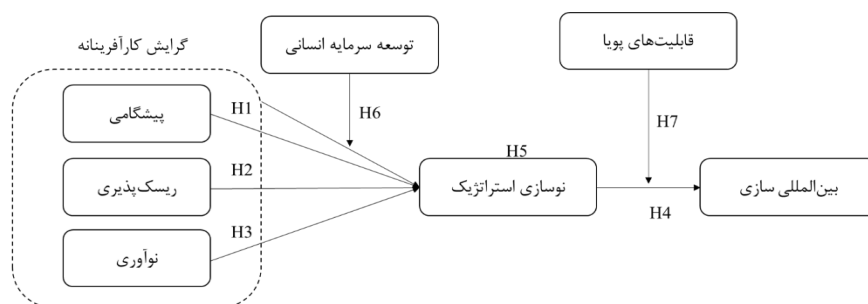 گرایش کارآفرینانه
توسعه سرمایه انسانی
قابلیت‌های پویا
پیشگامی
H1
H6
H7
ریسک‌پذیری
H2
H5
نوسازی استراتژیک
بین‌المللی سازی
H4
نوآوری
H3